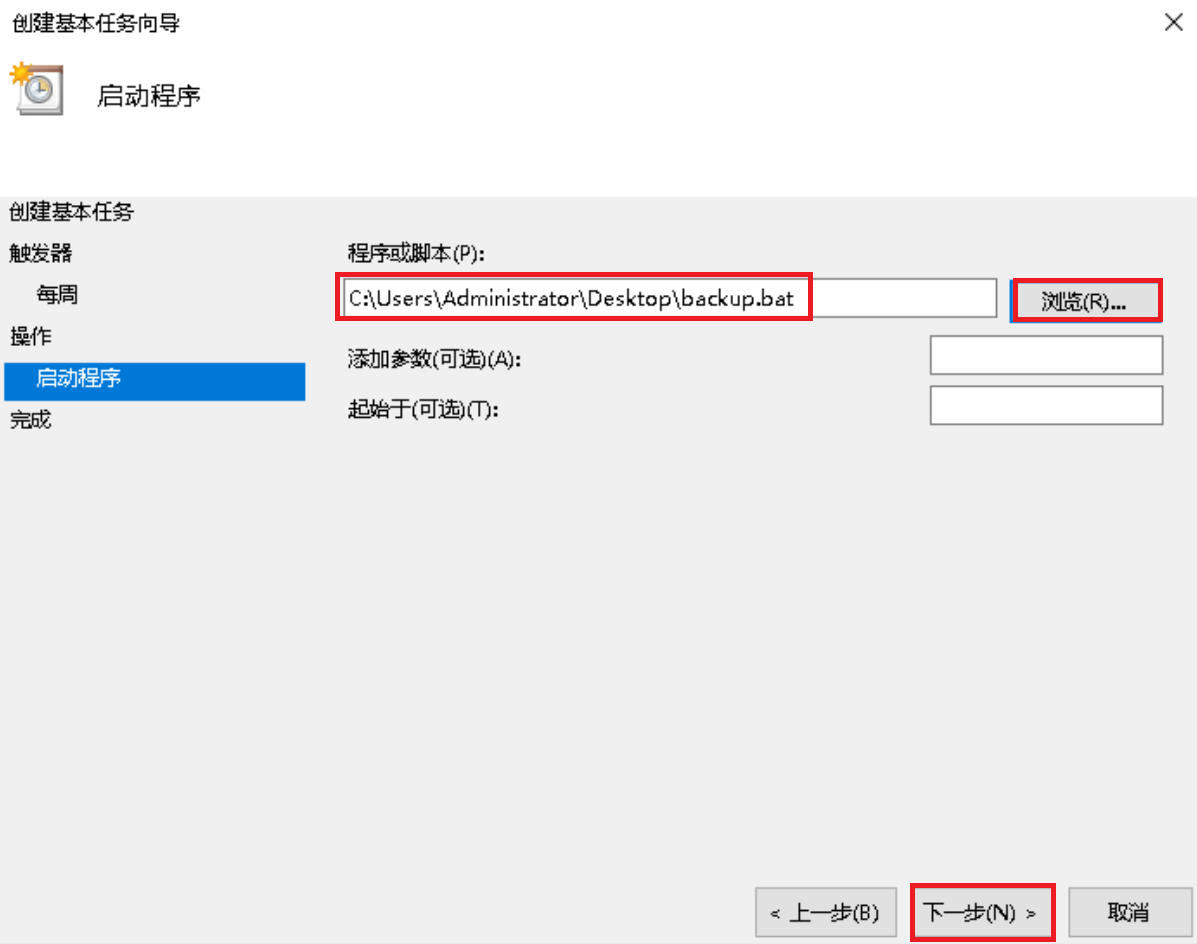 创建基本任务向导
启动程序
创建基本任务
触发器
每周
操作
启动程序
完成
程序或脚本(P):
C:\Users\Administrator\Desktop\backup.bat
浏览(R)...
添加参数(可选)(A):
起始于(可选)(T):
< 上一步(B)
下一步(N) >
取消